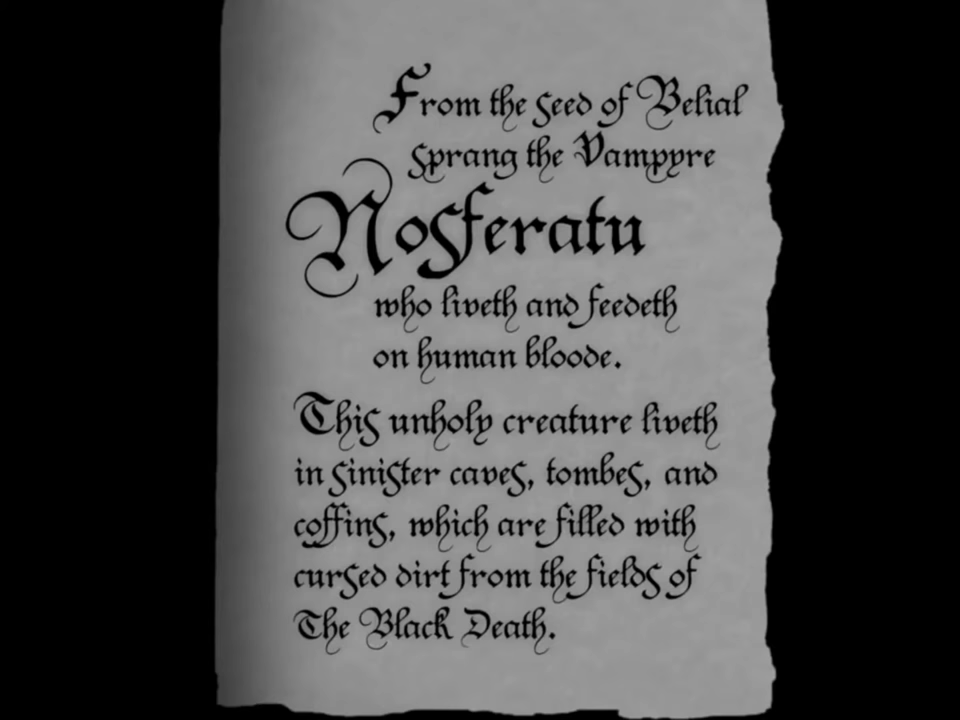 From the seed of Belial
sprang the Vampyre
Nosferatu
who liveth and feedeth
on human bloode.
This unholy creature liveth
in sinister caves, tombes, and
coffins, which are filled with
cursed dirt from the fields of
The Black Death.